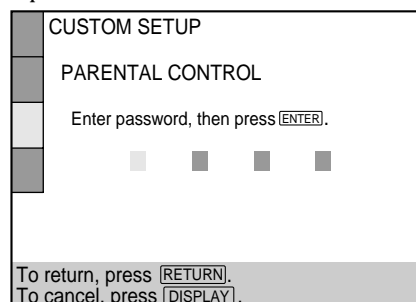 CUSTOM SETUP
PARENTAL CONTROL
Enter password, then press ENTER.
To return, press RETURN.
To cancel, press DISPLAY.